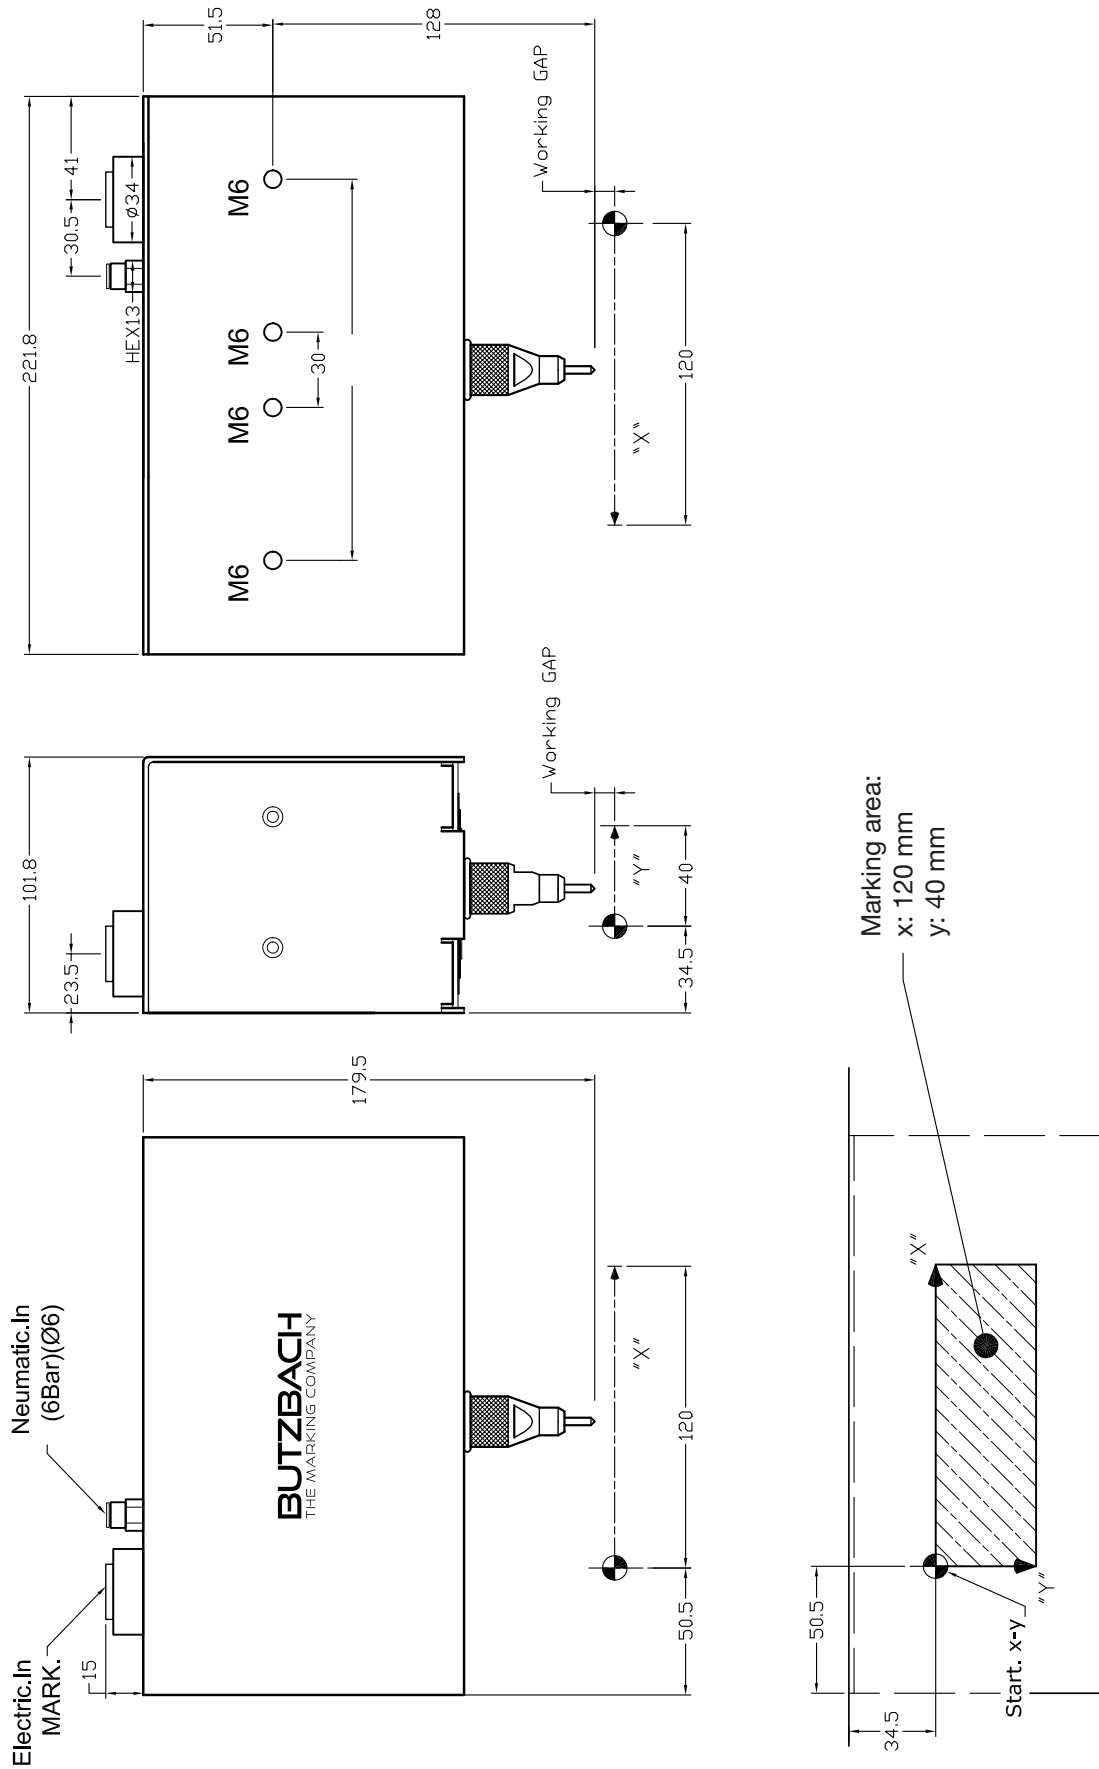 Electric.In
MARK.
Neumatic.In
(6Bar)(Ø6)
15
BUTZBACH
THE MARKING COMPANY
179.5
"X"
50.5
120
23.5
101.8
Working GAP
"Y"
34.5
40
221.8
30.5
41
HEX13
Ø34
51.5
128
M6
M6
M6
M6
30
Working GAP
"X"
120
50.5
34.5
Start. x-y
"Y"
"X"
Marking area:
x: 120 mm
y: 40 mm